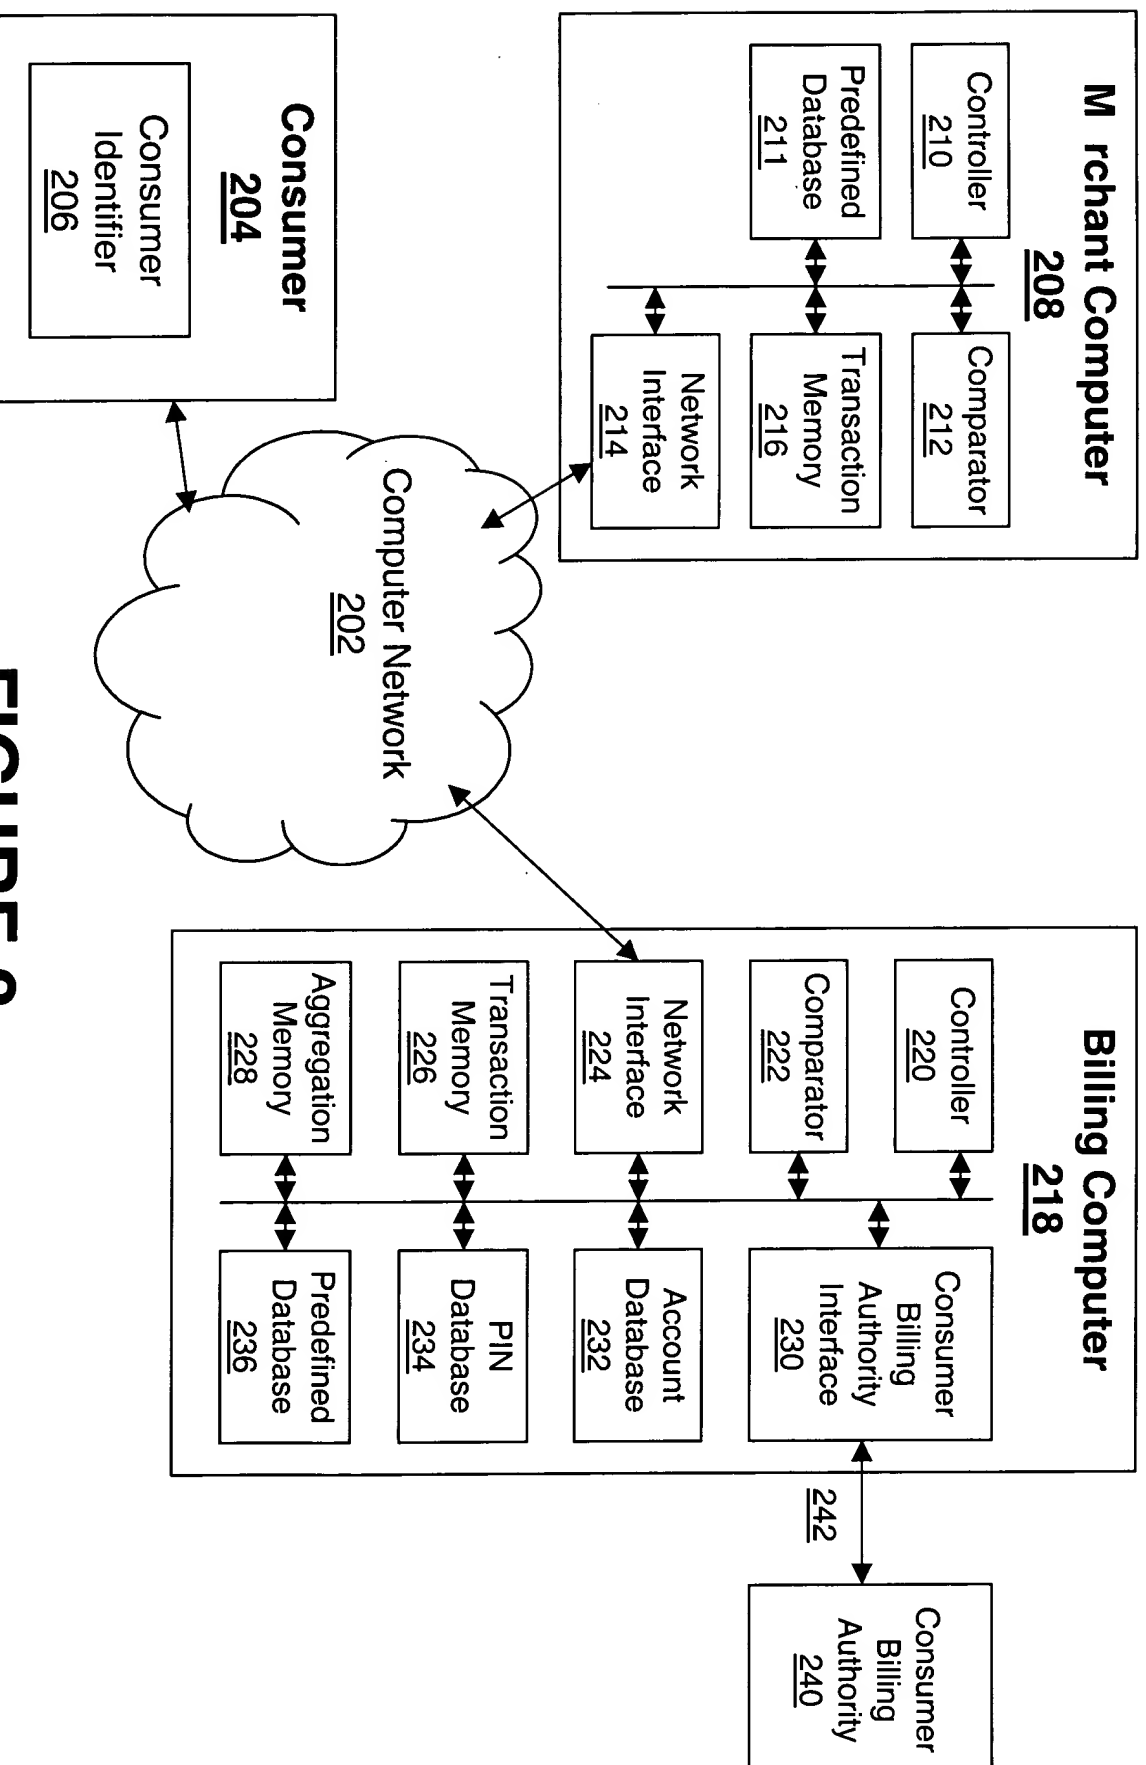 M rchant Computer
208
Controller
210
Comparator
212
Predefined
Database
211
Transaction
Memory
216
Network
Interface
214
Consumer
204
Consumer
Identifier
206
Computer Network
202
Billing Computer
218
Controller
220
Comparator
222
Network
Interface
224
Transaction
Memory
226
Aggregation
Memory
228
Consumer
Billing
Authority
Interface
230
Account
Database
232
PIN
Database
234
Predefined
Database
236
242
Consumer
Billing
Authority
240
FIGURE